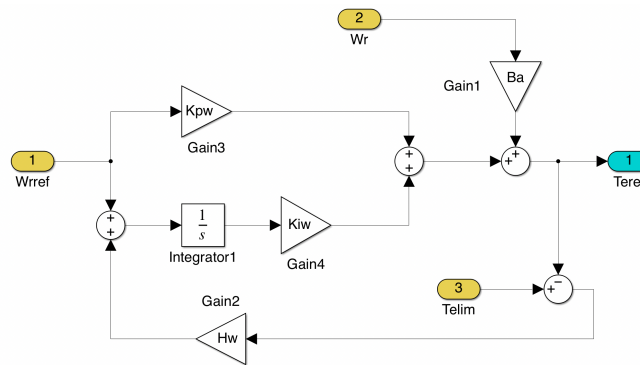 2
Wr
Ba
Gain1
Kpw
Gain3
1
Wrref
+
+
+
+
1
Tere
+
+
1
s
Integrator1
Kiw
Gain4
3
Telim
+
−
Gain2
Hw